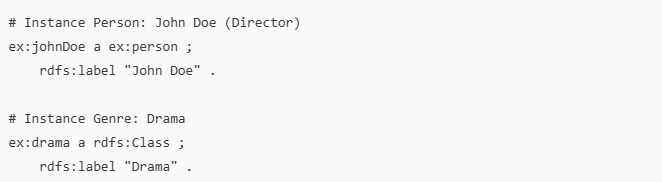 # Instance Person: John Doe (Director)
ex:johnDoe a ex:person ;
    rdfs:label "John Doe" .

# Instance Genre: Drama
ex:drama a rdfs:Class ;
    rdfs:label "Drama" .